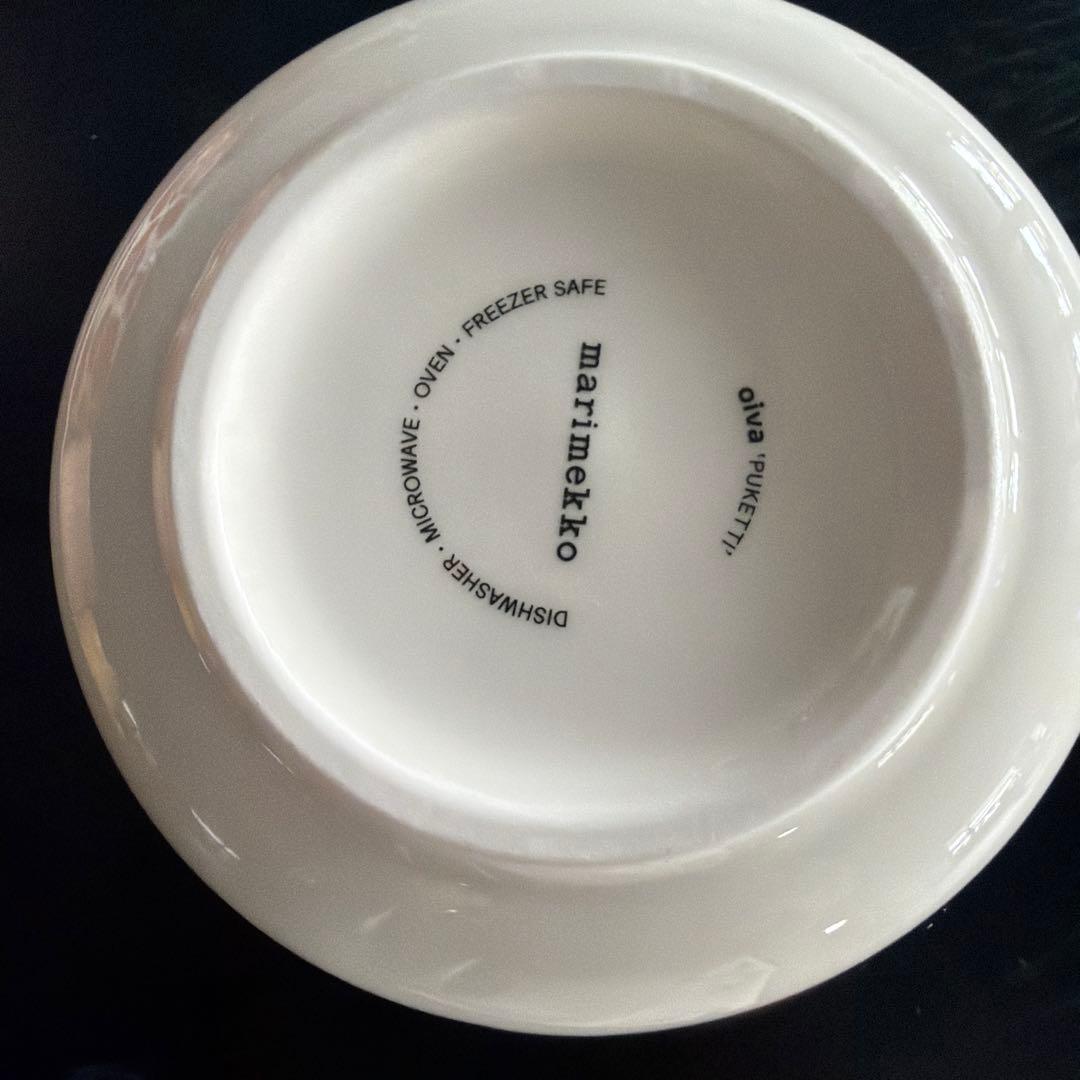 DISHWASHER · MICROWAVE · OVEN · FREEZER SAFE
marimekko
oiva 'PUKETTI'